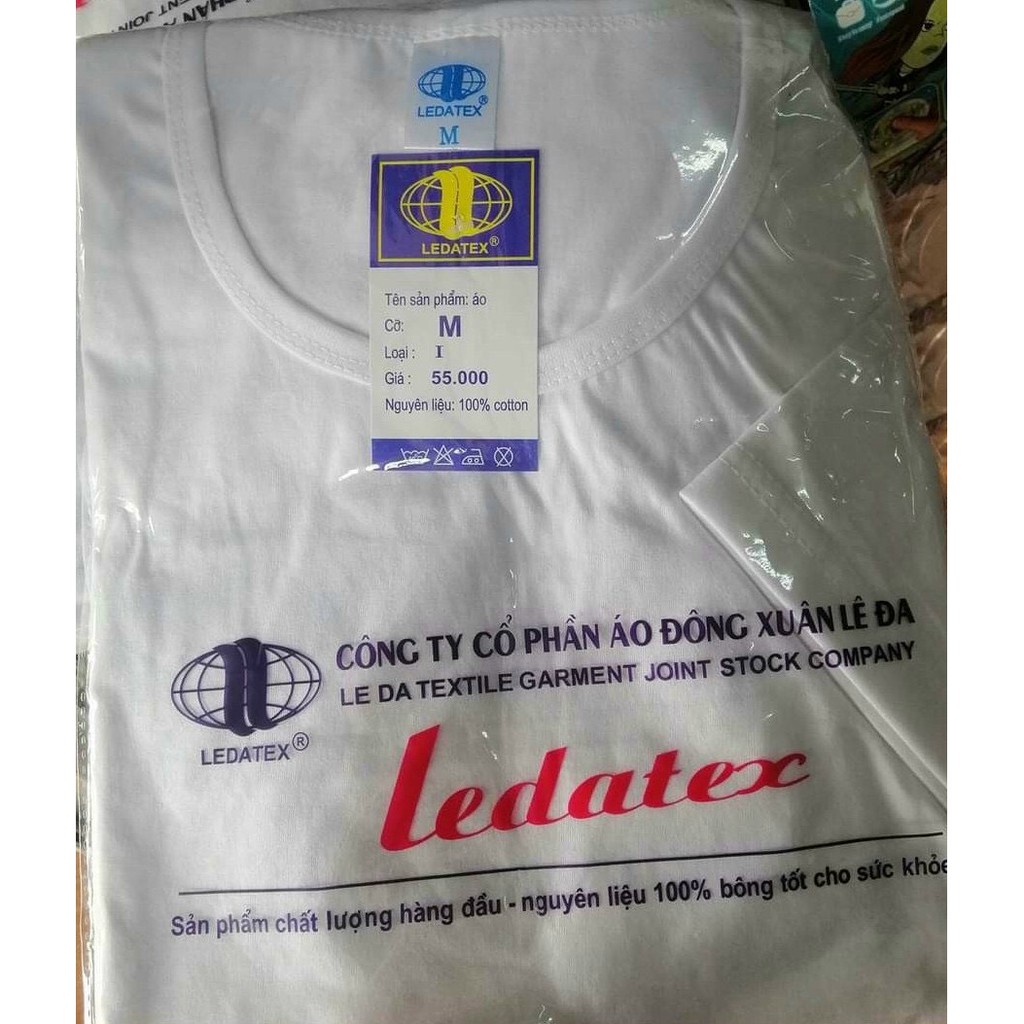 LEDATEX®
M
LEDATEX®
Tên sản phẩm: áo
Cỡ: M
Loại : I
Giá : 55.000
Nguyên liệu: 100% cotton
CÔNG TY CỔ PHẦN ÁO ĐÔNG XUÂN LÊ ĐA
LE DA TEXTILE GARMENT JOINT STOCK COMPANY
LEDATEX®
Ledatex
Sản phẩm chất lượng hàng đầu - nguyên liệu 100% bông tốt cho sức khỏe